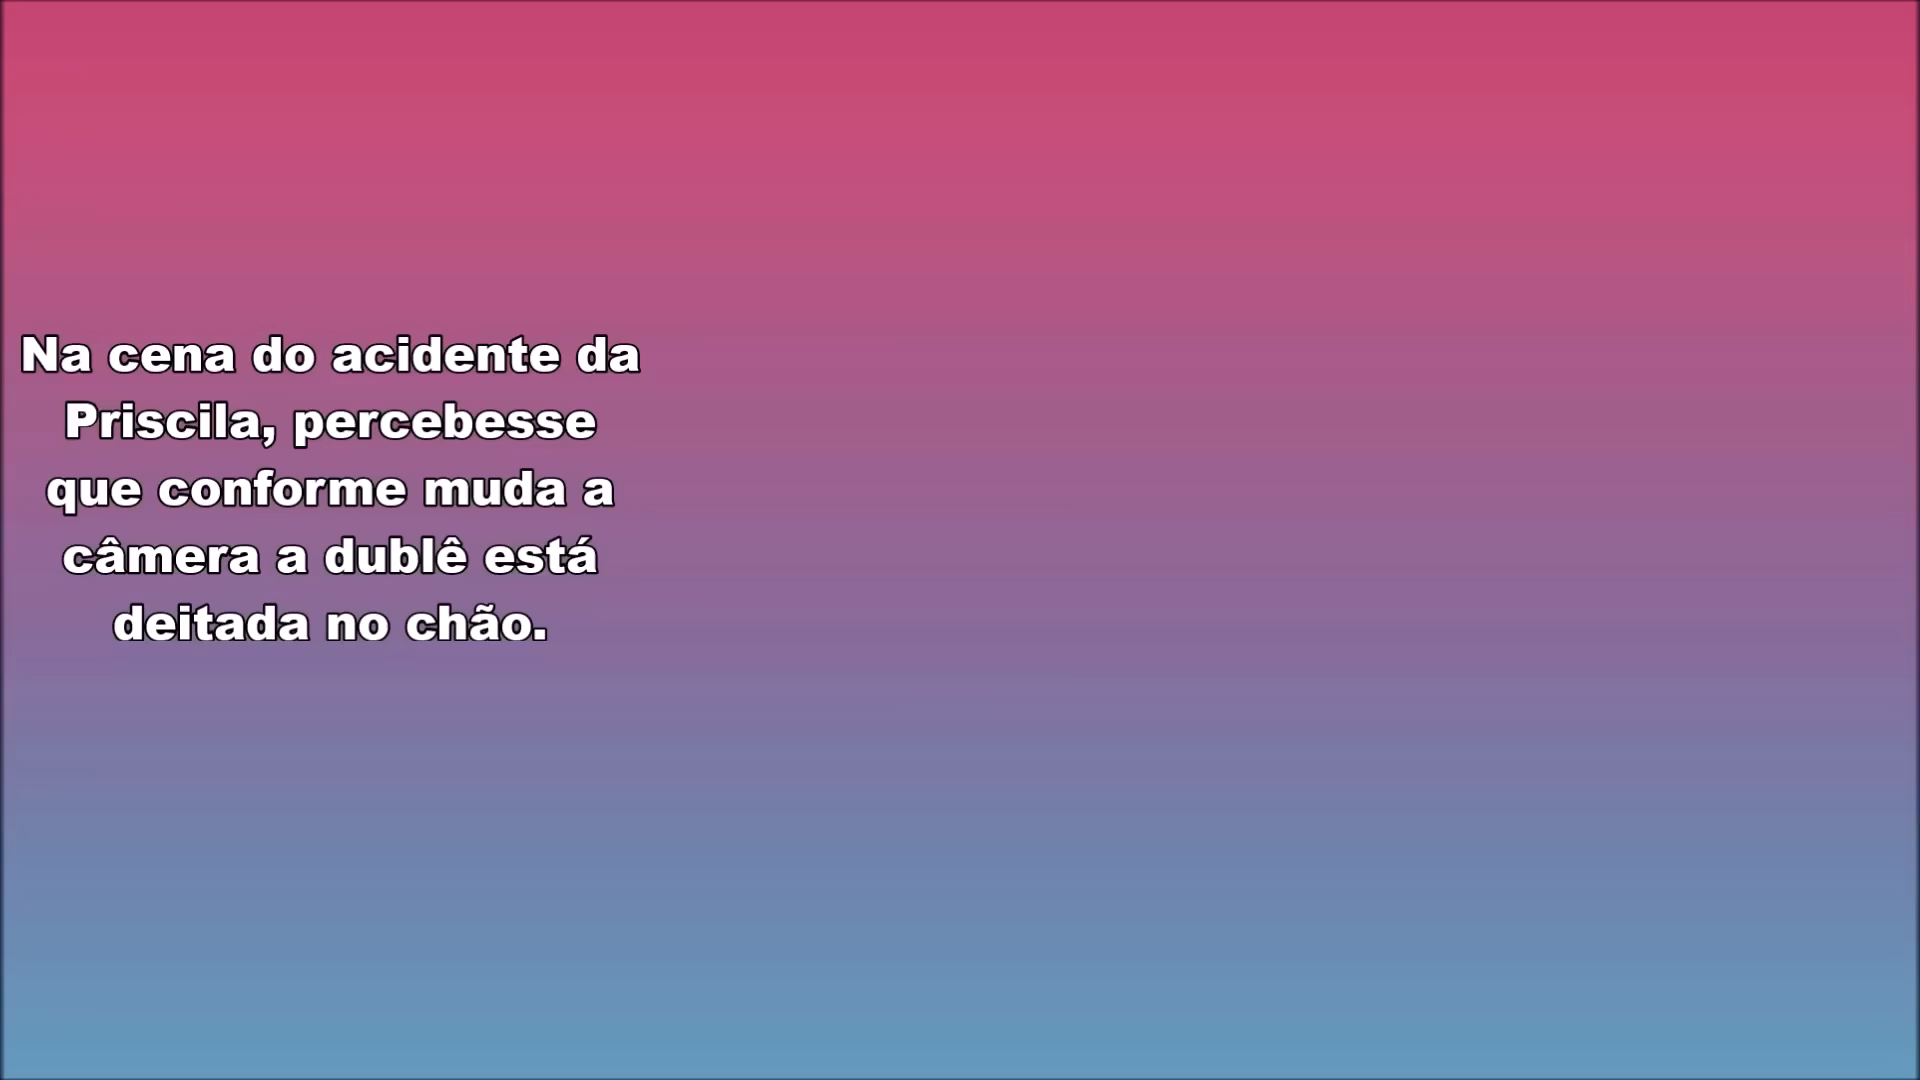 Na cena do acidente da
Priscila, percebesse
que conforme muda a
câmera a dublê está
deitada no chão.